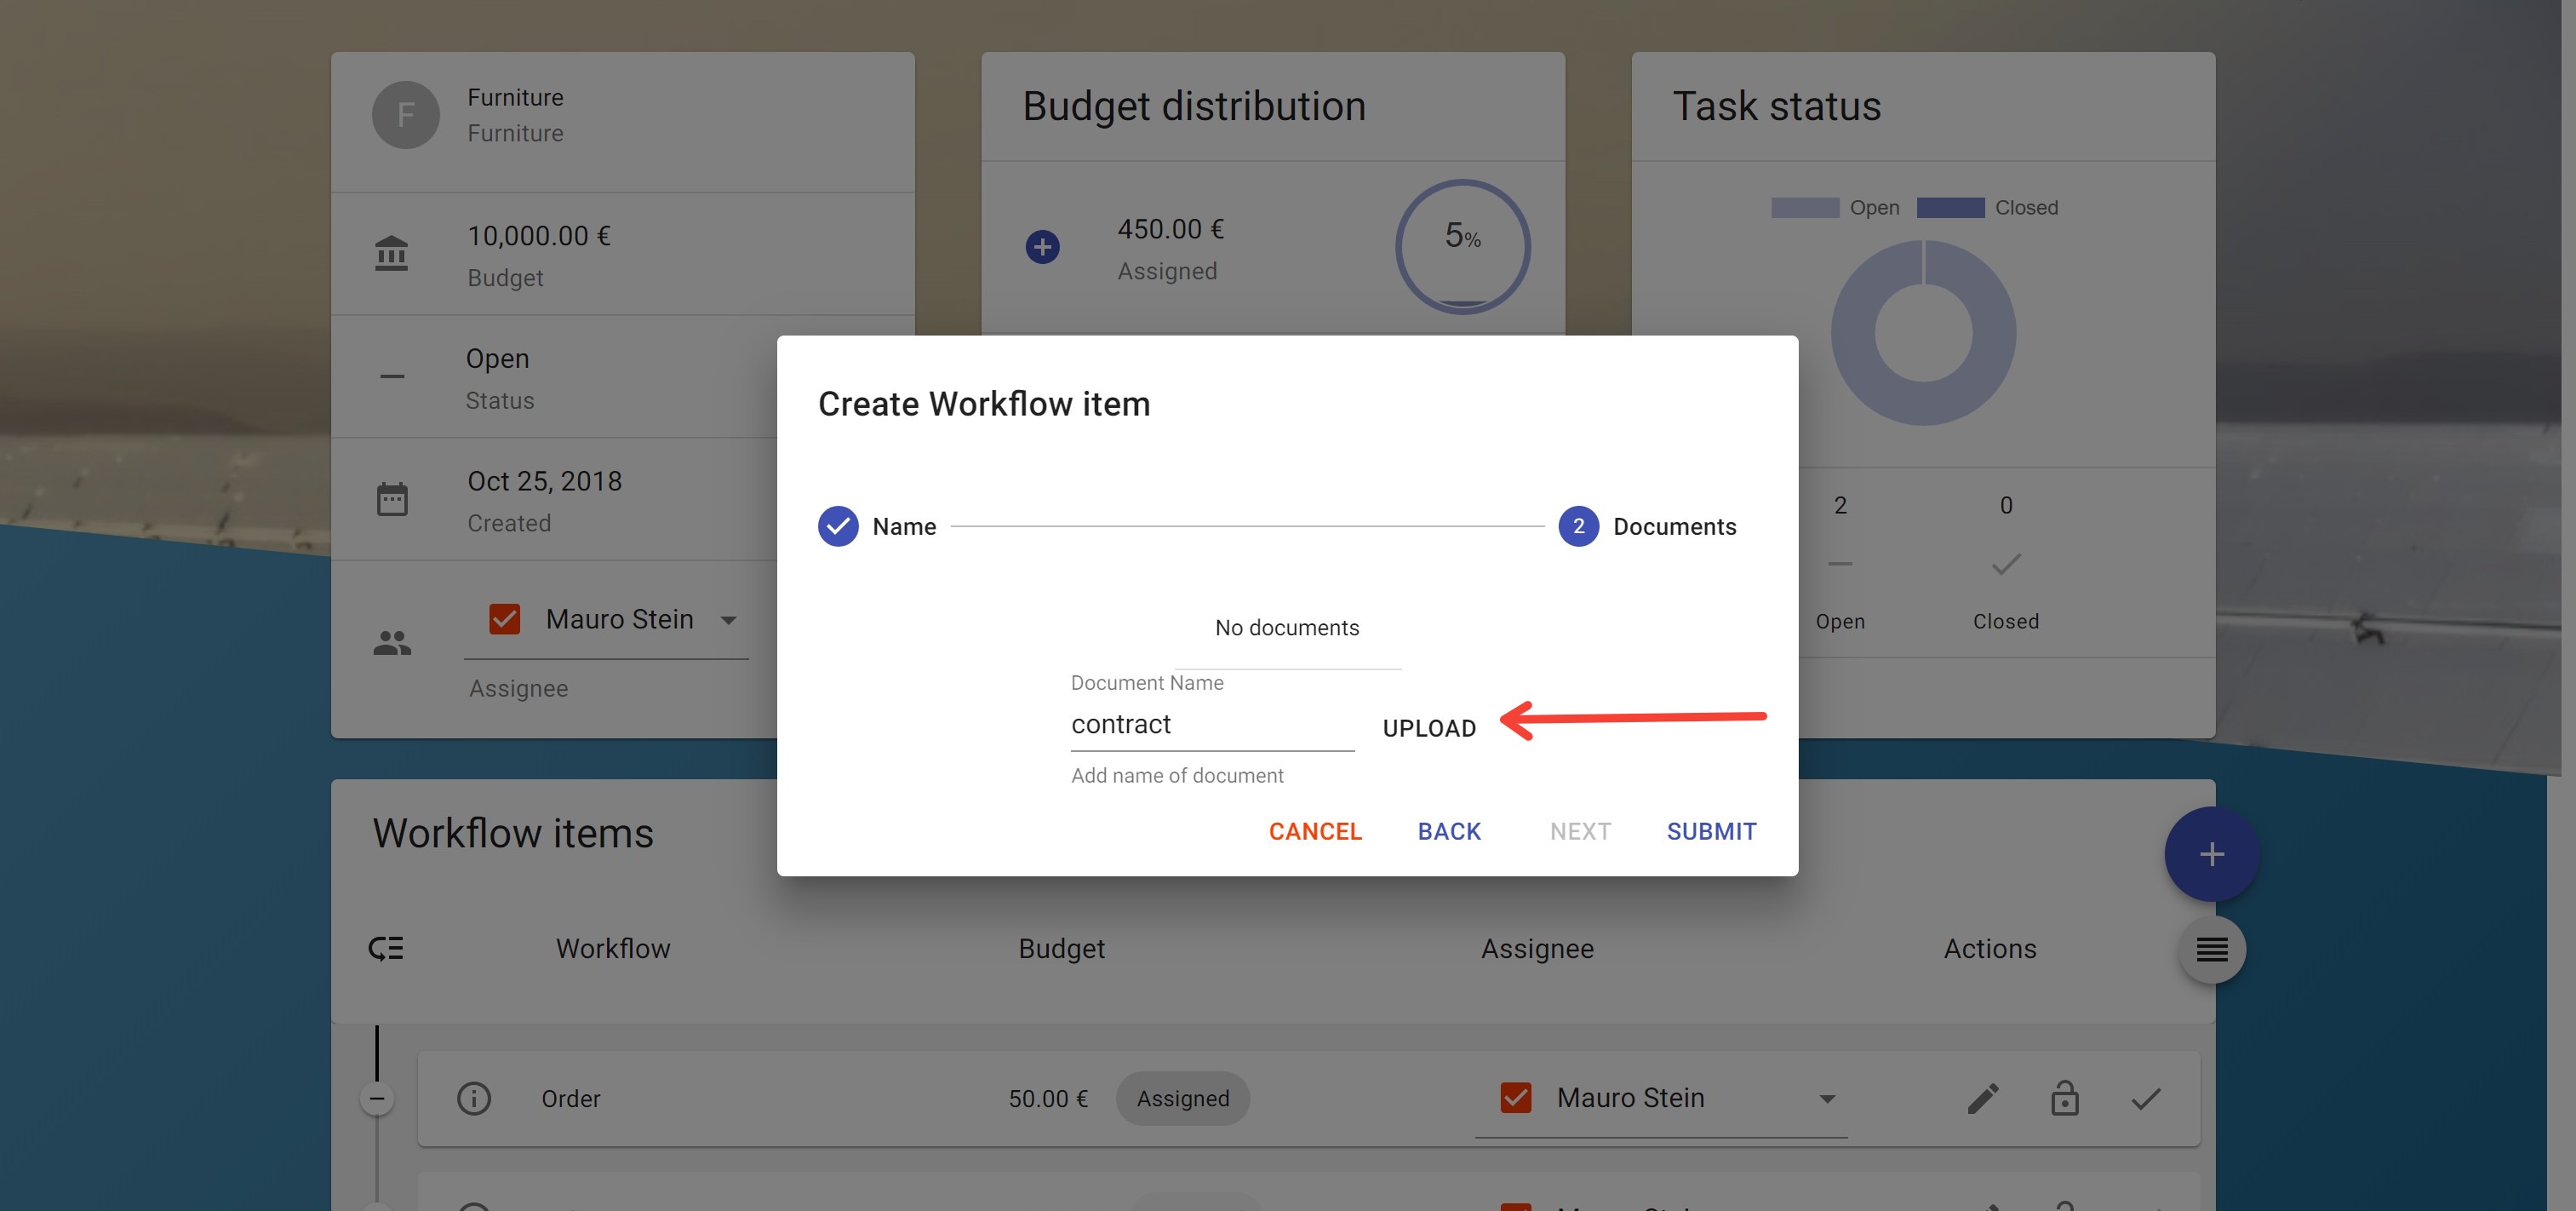 F
Furniture
Furniture
10,000.00 €
Budget
Open
Status
Oct 25, 2018
Created
Mauro Stein
Assignee
Budget distribution
450.00 €
Assigned
5%
Task status
Open Closed
2 0
Open Closed
Create Workflow item
Name 2 Documents
No documents
Document Name
contract
UPLOAD
Add name of document
CANCEL BACK NEXT SUBMIT
Workflow items
Workflow Budget Assignee Actions
Order 50.00 € Assigned Mauro Stein